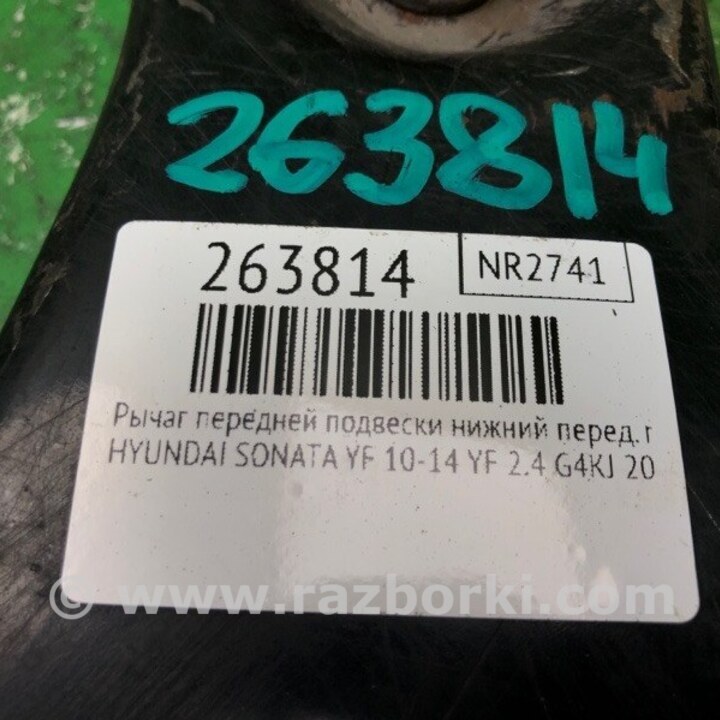 263814
263814 NR2741
Рычаг передней подвески нижний перед. г
HYUNDAI SONATA YF 10-14 YF 2.4 G4KJ 20
© www.razborki.com